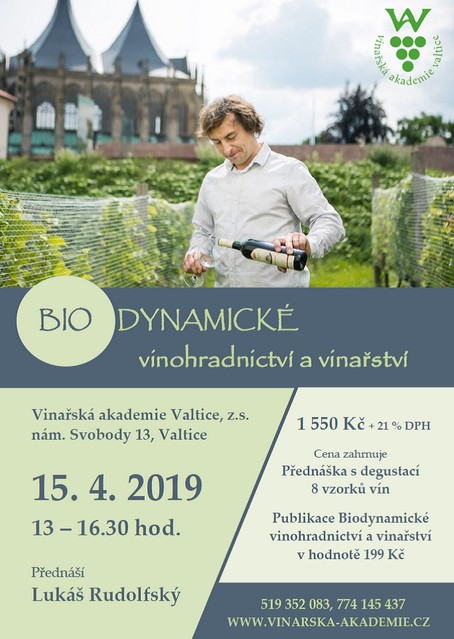 W
vinařská akademie valtice
BIO DYNAMICKÉ
vinohradnictví a vinařství
Vinařská akademie Valtice, z.s.
nám. Svobody 13, Valtice
15. 4. 2019
13 – 16.30 hod.
Přednáší
Lukáš Rudolfský
1 550 Kč + 21 % DPH
Cena zahrnuje
Přednáška s degustací
8 vzorků vín
Publikace Biodynamické
vinohradnictví a vinařství
v hodnotě 199 Kč
519 352 083, 774 145 437
WWW.VINARSKA-AKADEMIE.CZ